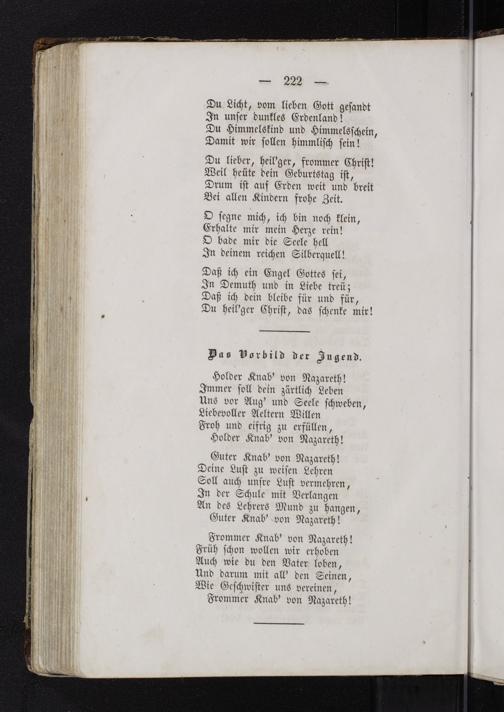 — 222 —
Du Licht, vom lieben Gott gesandt
In unser dunkles Erdenland!
Du Himmelskind und Himmelsschein,
Damit wir sollen himmlisch sein!
Du lieber, heil'ger, frommer Christ!
Weil heüte dein Geburtstag ist,
Drum ist auf Erden weit und breit
Bei allen Kindern frohe Zeit.
O segne mich, ich bin noch klein,
Erhalte mir mein Herze rein!
O bade mir die Seele hell
In deinem reichen Silberquell!
Daß ich ein Engel Gottes sei,
In Demuth und in Liebe treü;
Daß ich dein bleibe für und für,
Du heil'ger Christ, das schenke mir!
Das Vorbild der Jugend.
Holder Knab' von Nazareth!
Immer soll dein zärtlich Leben
Uns vor Aug' und Seele schweben,
Liebevoller Aeltern Willen
Froh und eifrig zu erfüllen,
Holder Knab' von Nazareth!
Guter Knab' von Nazareth!
Deine Lust zu weisen Lehren
Soll auch unsre Lust vermehren,
In der Schule mit Verlangen
An des Lehrers Mund zu hangen,
Guter Knab' von Nazareth!
Frommer Knab' von Nazareth!
Früh schon wollen wir erhoben
Auch wie du den Vater loben,
Und darum mit all' den Seinen,
Wie Geschwister uns vereinen,
Frommer Knab' von Nazareth!